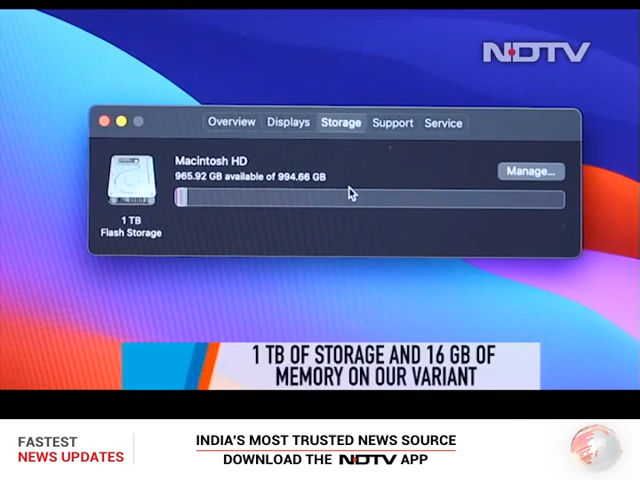 NDTV
Overview Displays Storage Support Service
Macintosh HD
965.92 GB available of 994.66 GB
Manage...
1 TB
Flash Storage
1 TB OF STORAGE AND 16 GB OF
MEMORY ON OUR VARIANT
FASTEST
NEWS UPDATES
INDIA'S MOST TRUSTED NEWS SOURCE
DOWNLOAD THE NDTV APP